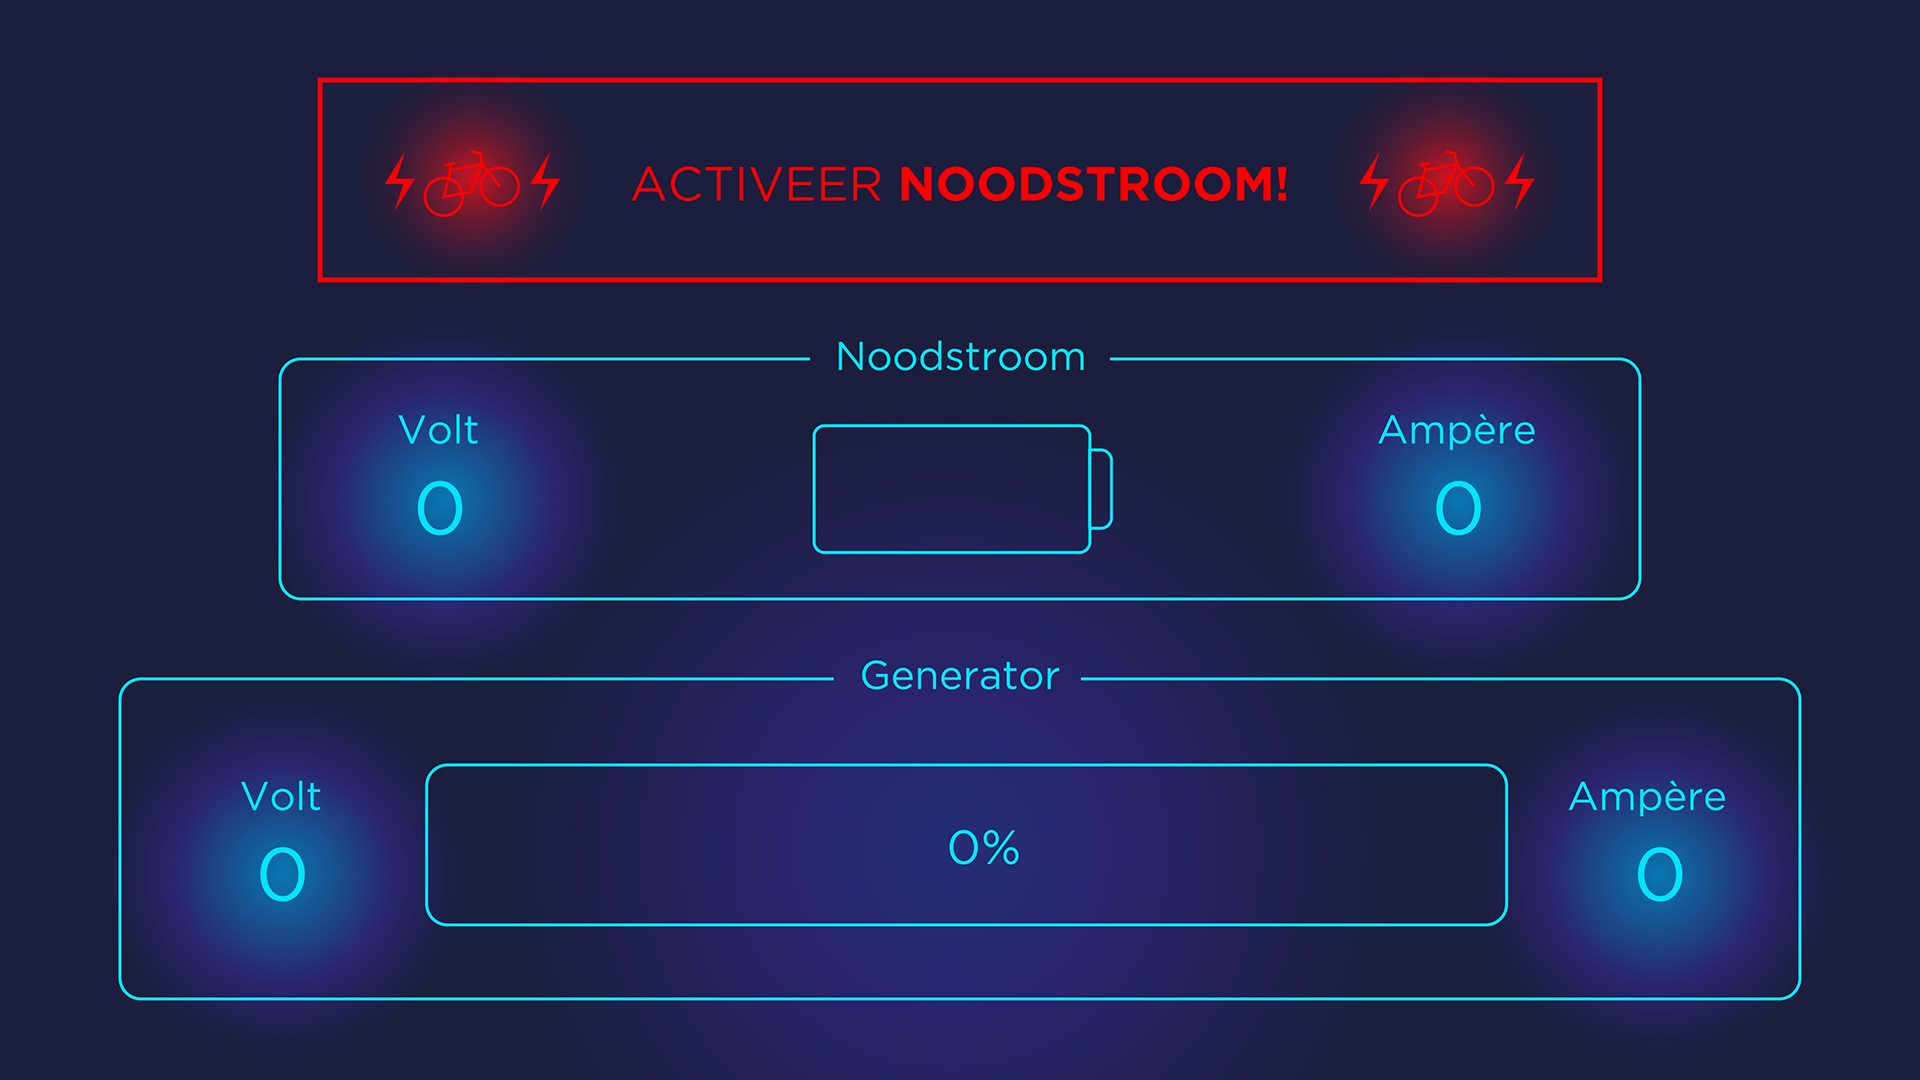 ACTIVEER NOODSTROOM!
Noodstroom
Volt
Ampère
0
0
Generator
Volt
Ampère
0%
0
0